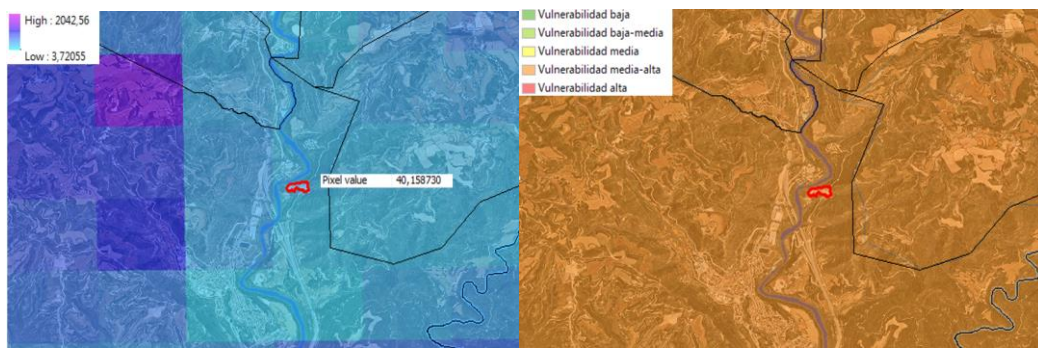 High : 2042,56
Low : 3,72055
Pixel value : 40,158730
Vulnerabilidad baja
Vulnerabilidad baja-media
Vulnerabilidad media
Vulnerabilidad media-alta
Vulnerabilidad alta